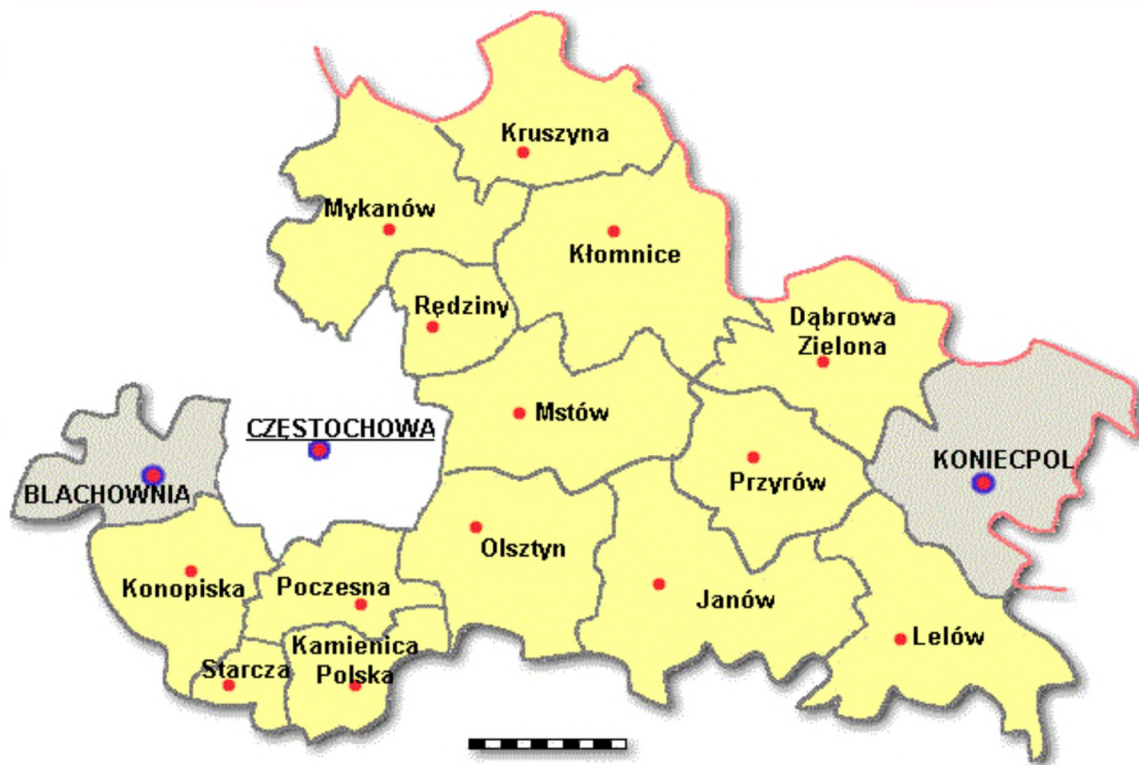 Kruszyna
Mykanów
Kłomnice
Rędziny
Dąbrowa
Zielona
Mstów
CZĘSTOCHOWA
KONIECPOL
BLACHOWNIA
Przyrów
Olsztyn
Konopiska
Poczesna
Janów
Lelów
Kamienica
Polska
Starcza